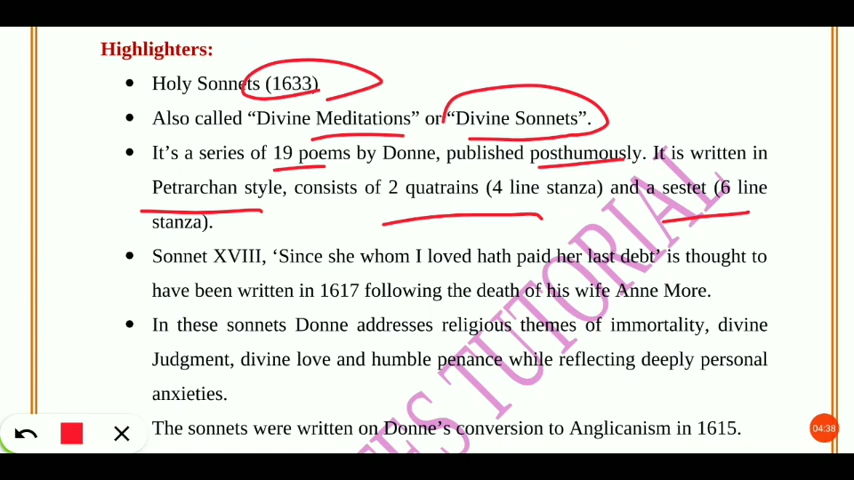 Highlighters:
• Holy Sonnets (1633)
• Also called “Divine Meditations” or “Divine Sonnets”.
• It’s a series of 19 poems by Donne, published posthumously. It is written in
Petrarchan style, consists of 2 quatrains (4 line stanza) and a sestet (6 line
stanza).
• Sonnet XVIII, ‘Since she whom I loved hath paid her last debt’ is thought to
have been written in 1617 following the death of his wife Anne More.
• In these sonnets Donne addresses religious themes of immortality, divine
Judgment, divine love and humble penance while reflecting deeply personal
anxieties.
The sonnets were written on Donne’s conversion to Anglicanism in 1615.
TES TUTORIAL
04:38